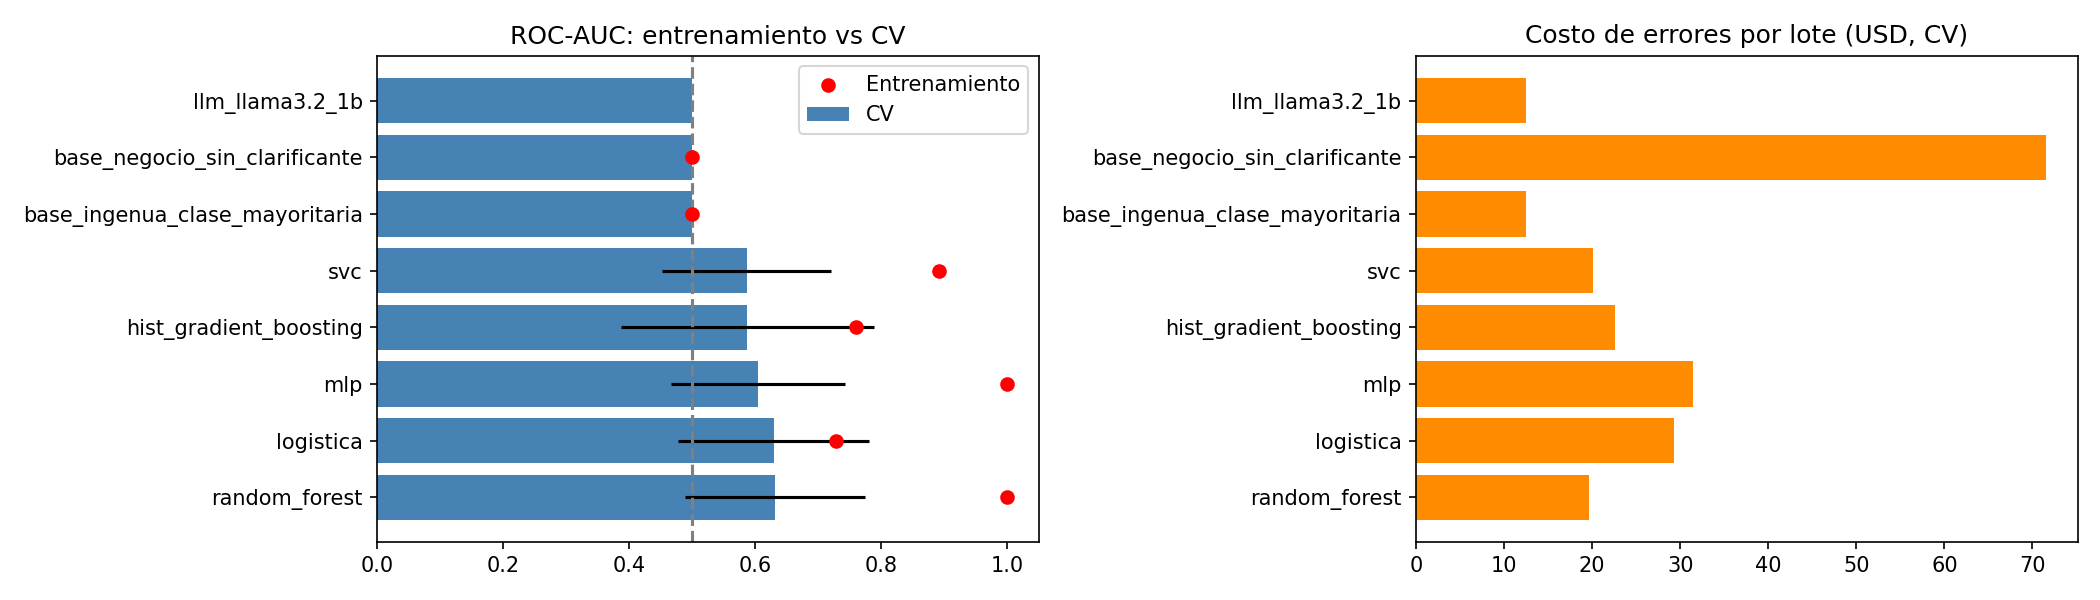 ROC-AUC: entrenamiento vs CV
Entrenamiento
CV
llm_llama3.2_1b
base_negocio_sin_clarificante
base_ingenua_clase_mayoritaria
svc
hist_gradient_boosting
mlp
logistica
random_forest
0.0 0.2 0.4 0.6 0.8 1.0
Costo de errores por lote (USD, CV)
llm_llama3.2_1b
base_negocio_sin_clarificante
base_ingenua_clase_mayoritaria
svc
hist_gradient_boosting
mlp
logistica
random_forest
0 10 20 30 40 50 60 70